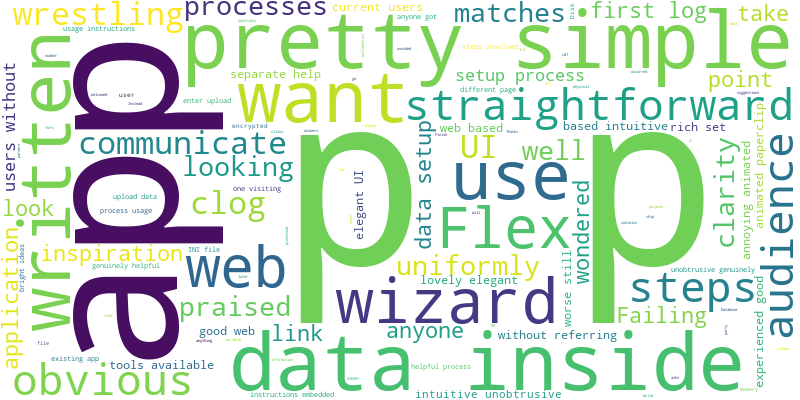 wrestling
processes
matches
current users
anyone got
first log
take
usage instructions
pretty simple
steps involved
separate help
setup process
point
different page
enter upload
want
straightforward
written
app
users without
user
encrypted
web based
based intuitive
rich set
communicate
looking
UI
well
data setup
use
p p
look
upload data
process usage
clog
one visiting
elegant UI
Flex
wondered
clarity
annoying animated
animated paperclip
audience
application
inspiration
INI file
genuinely helpful
bright ideas
web
uniformly
lovely elegant
worse still
unobtrusive genuinely
wizard
steps
experienced good
praised
Failing
good web
link
anyone
without referring
Database
existing app
tools available
data inside
helpful process
obvious
instructions embedded
intuitive unobtrusive